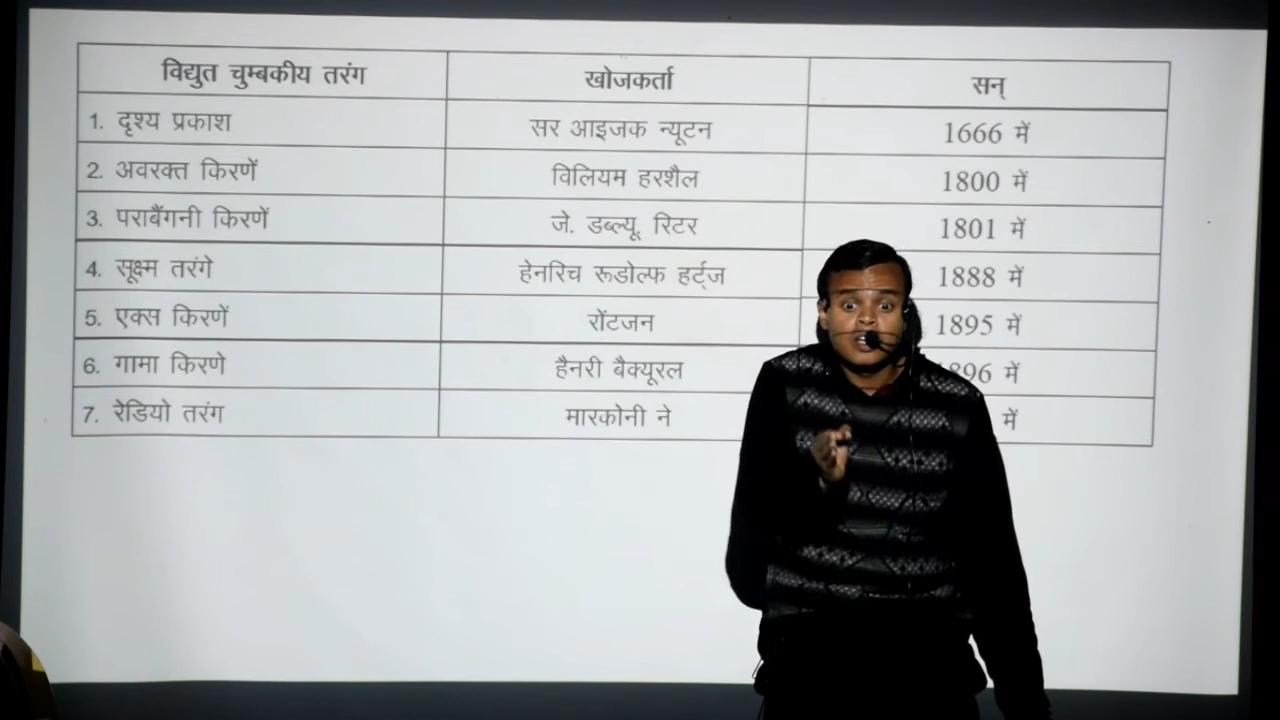 विद्युत चुम्बकीय तरंग खोजकर्ता सन्
1. दृश्य प्रकाश सर आइजक न्यूटन 1666 में
2. अवरक्त किरणें विलियम हरशैल 1800 में
3. पराबैंगनी किरणें जे. डब्ल्यू. रिटर 1801 में
4. सूक्ष्म तरंगे हेनरिच रूडोल्फ हर्ट्ज 1888 में
5. एक्स किरणें रोंटजन 1895 में
6. गामा किरणे हैनरी बैक्यूरल में
7. रेडियो तरंग मारकोनी ने में